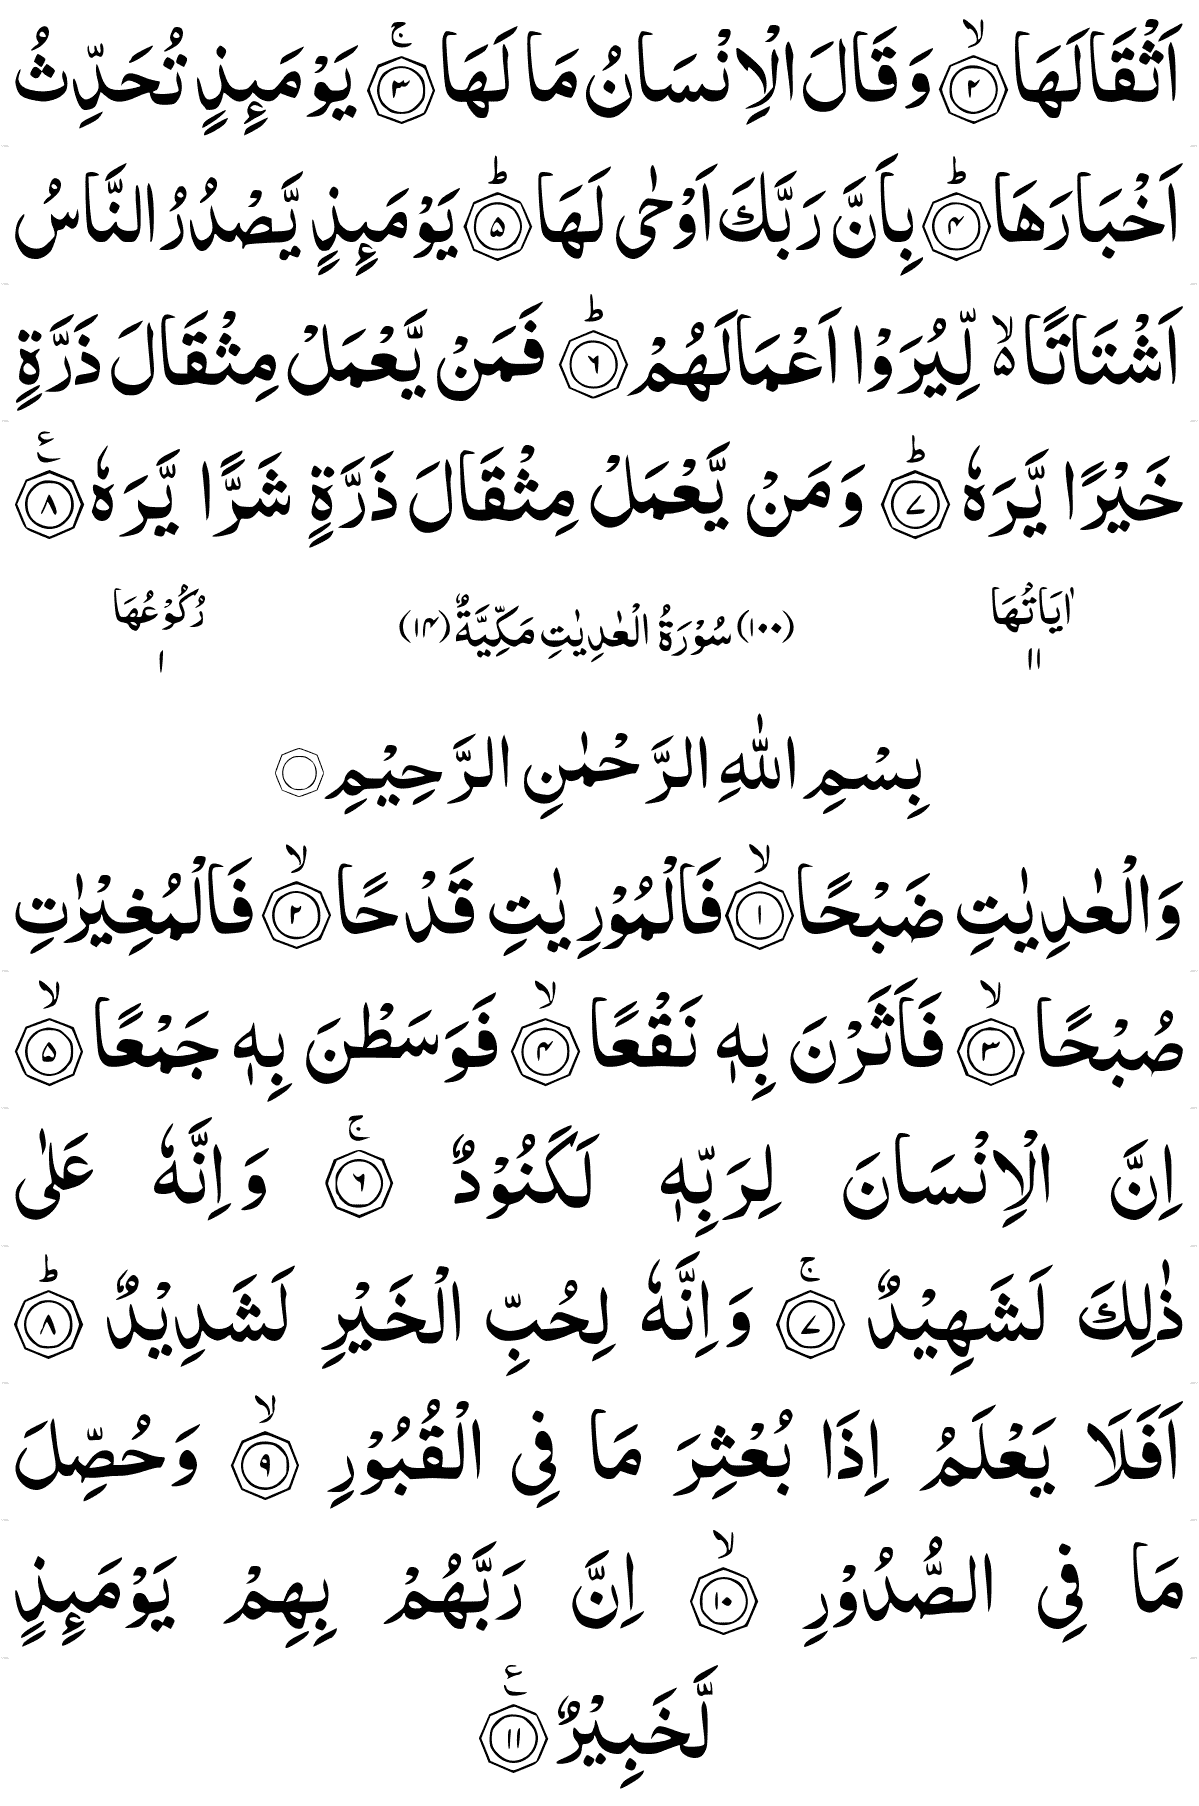 اَثْقَالَهَا ۙ﴿۲﴾ وَ قَالَ الْاِنْسَانُ مَا لَهَا ۚ﴿۳﴾ يَوْمَىِٕذٍ تُحَدِّثُ
اَخْبَارَهَا ؕ﴿۴﴾ بِاَنَّ رَبَّكَ اَوْحٰى لَهَا ؕ﴿۵﴾ يَوْمَىِٕذٍ يَّصْدُرُ النَّاسُ
اَشْتَاتًا ۙ۬ لِّيُرَوْا اَعْمَالَهُمْ ؕ﴿۶﴾ فَمَنْ يَّعْمَلْ مِثْقَالَ ذَرَّةٍ
خَيْرًا يَّرَهٗ ؕ﴿۷﴾ وَ مَنْ يَّعْمَلْ مِثْقَالَ ذَرَّةٍ شَرًّا يَّرَهٗ ﴿۸﴾ ع
اٰيَاتُهَا ۱۱ (۱۰۰) سُوْرَةُ الْعٰدِيٰتِ مَكِّيَّةٌ (۱۴) رُكُوْعُهَا ۱
بِسْمِ اللّٰهِ الرَّحْمٰنِ الرَّحِيْمِ ۝
وَ الْعٰدِيٰتِ ضَبْحًا ۙ﴿۱﴾ فَالْمُوْرِيٰتِ قَدْحًا ۙ﴿۲﴾ فَالْمُغِيْرٰتِ
صُبْحًا ۙ﴿۳﴾ فَاَثَرْنَ بِهٖ نَقْعًا ۙ﴿۴﴾ فَوَسَطْنَ بِهٖ جَمْعًا ۙ﴿۵﴾
اِنَّ الْاِنْسَانَ لِرَبِّهٖ لَكَنُوْدٌ ۚ﴿۶﴾ وَ اِنَّهٗ عَلٰى
ذٰلِكَ لَشَهِيْدٌ ۚ﴿۷﴾ وَ اِنَّهٗ لِحُبِّ الْخَيْرِ لَشَدِيْدٌ ؕ﴿۸﴾
اَفَلَا يَعْلَمُ اِذَا بُعْثِرَ مَا فِى الْقُبُوْرِ ۙ﴿۹﴾ وَ حُصِّلَ
مَا فِى الصُّدُوْرِ ۙ﴿۱۰﴾ اِنَّ رَبَّهُمْ بِهِمْ يَوْمَىِٕذٍ
لَّخَبِيْرٌ ﴿۱۱﴾ ع